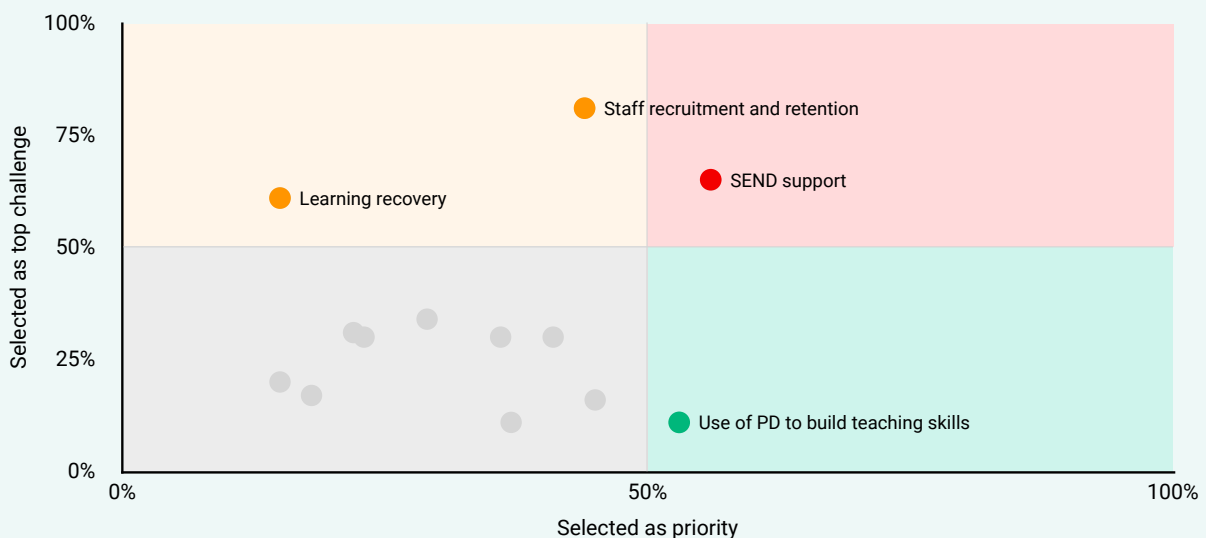 100%
Staff recruitment and retention
75%
Selected as top challenge
SEND support
Learning recovery
50%
25%
Use of PD to build teaching skills
0%
0%
50%
100%
Selected as priority